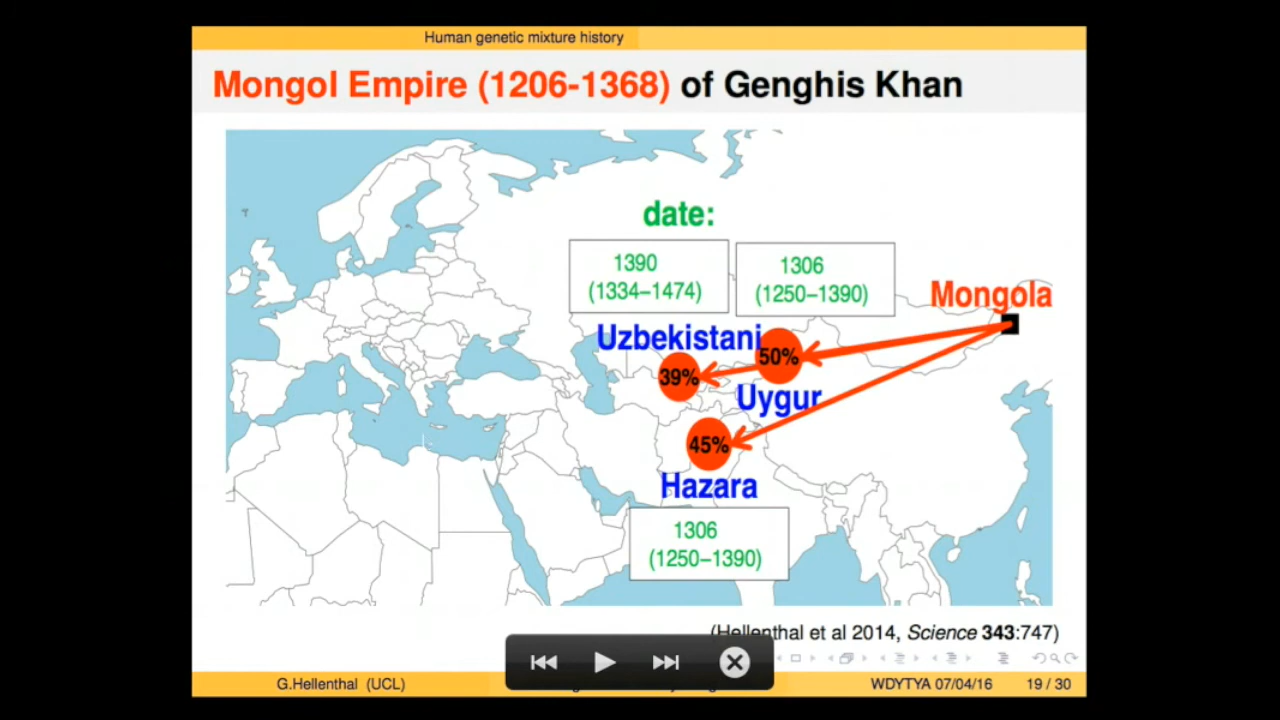 Human genetic mixture history
Mongol Empire (1206-1368) of Genghis Khan
date:
1390
(1334–1474)
1306
(1250–1390)
Mongola
Uzbekistani
50%
39%
Uygur
45%
Hazara
1306
(1250–1390)
(Hellenthal et al 2014, Science 343:747)
G.Hellenthal (UCL)
WDYTYA 07/04/16
19 / 30